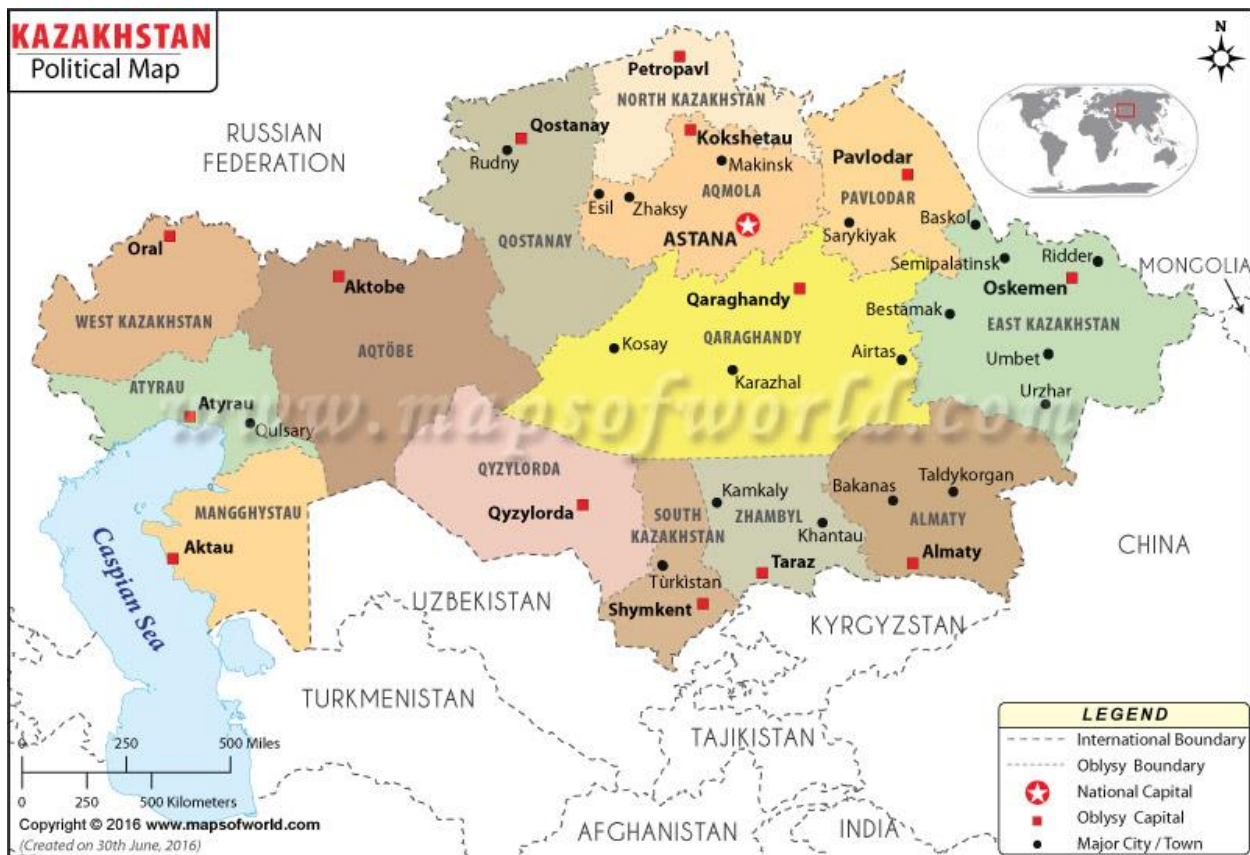 KAZAKHSTAN
Political Map
N
RUSSIAN
FEDERATION
Petropavl
NORTH KAZAKHSTAN
Qostanay
Rudny
Kokshetau
Makinsk
AQMOLA
Pavlodar
PAVLODAR
Esil
Zhaksy
Sarykiyak
Baskol
ASTANA
QOSTANAY
Oral
Semipalatinsk
Ridder
MONGOLIA
Aktobe
Qaraghandy
Oskemen
WEST KAZAKHSTAN
Bestamak
EAST KAZAKHSTAN
QARAGHANDY
AQTÖBE
Kosay
Airtas
Umbet
Karazhal
ATYRAU
Urzhar
Atyrau
www.mapsofworld.com
Qulsary
QYZYLORDA
Taldykorgan
Kamkaly
Bakanas
MANGGHYSTAU
Qyzylorda
SOUTH
KAZAKHSTAN
ZHAMBYL
ALMATY
Khantau
CHINA
Aktau
Almaty
Taraz
Türkistan
Caspian Sea
UZBEKISTAN
Shymkent
KYRGYZSTAN
TURKMENISTAN
TAJIKISTAN
AFGHANISTAN
INDIA
0 250 500 Miles
0 250 500 Kilometers
Copyright © 2016 www.mapsofworld.com
(Created on 30th June, 2016)
LEGEND
International Boundary
Oblysy Boundary
National Capital
Oblysy Capital
Major City / Town